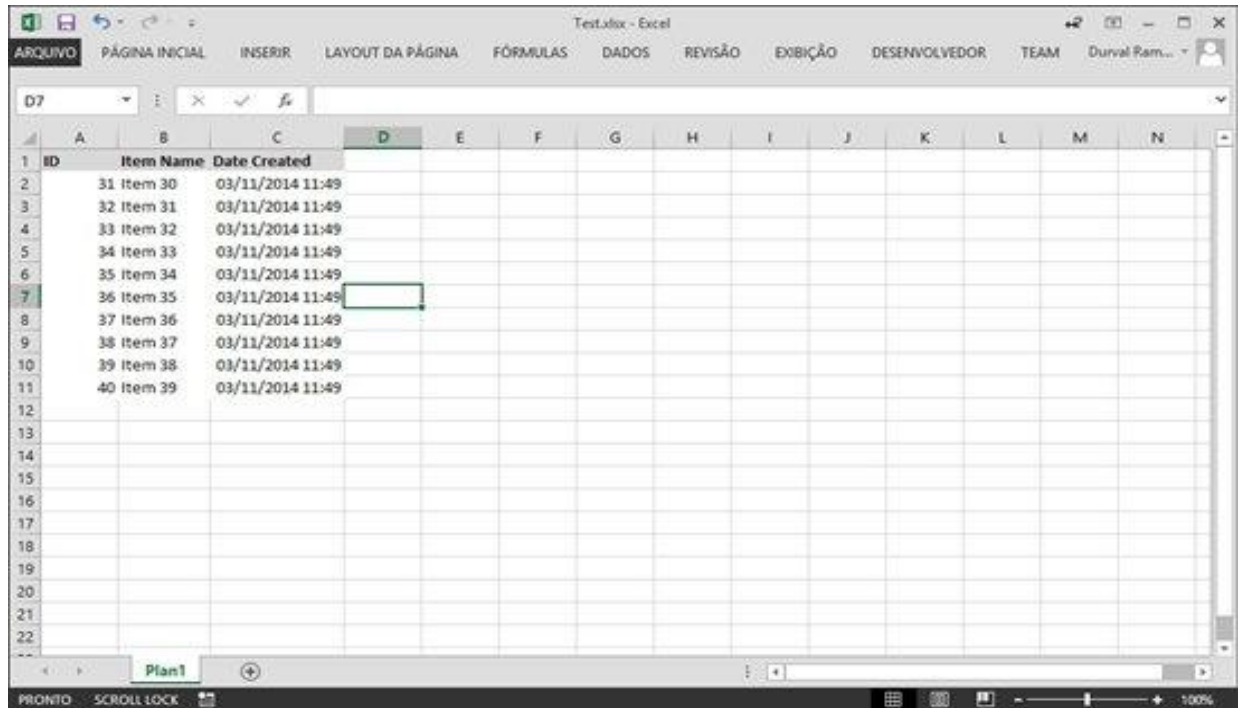 Test.xlsx - Excel
ARQUIVO PÁGINA INICIAL INSERIR LAYOUT DA PÁGINA FÓRMULAS DADOS REVISÃO EXIBIÇÃO DESENVOLVEDOR TEAM Durval Ram...
D7 fx
A B C D E F G H I J K L M N
1 ID Item Name Date Created
2 31 Item 30 03/11/2014 11:49
3 32 Item 31 03/11/2014 11:49
4 33 Item 32 03/11/2014 11:49
5 34 Item 33 03/11/2014 11:49
6 35 Item 34 03/11/2014 11:49
7 36 Item 35 03/11/2014 11:49
8 37 Item 36 03/11/2014 11:49
9 38 Item 37 03/11/2014 11:49
10 39 Item 38 03/11/2014 11:49
11 40 Item 39 03/11/2014 11:49
12
13
14
15
16
17
18
19
20
21
22
Plan1
PRONTO SCROLL LOCK 100%